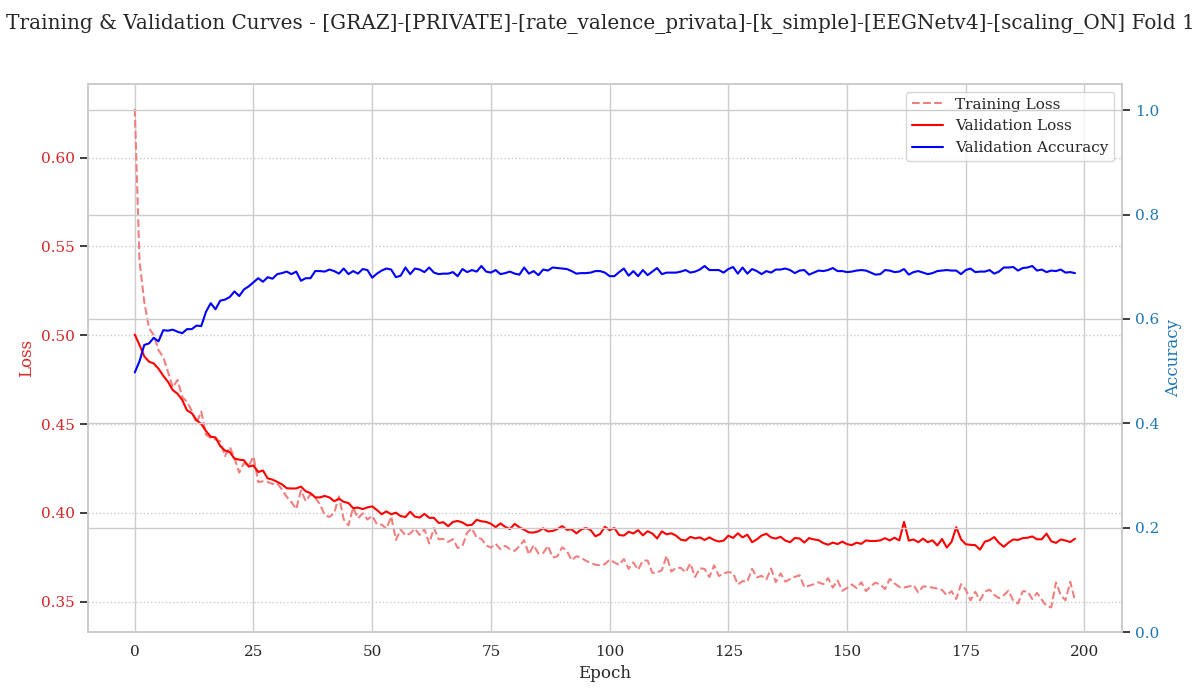 Training & Validation Curves - [GRAZ]-[PRIVATE]-[rate_valence_privata]-[k_simple]-[EEGNetv4]-[scaling_ON] Fold 1
Training Loss
Validation Loss
Validation Accuracy
0.60
0.55
0.50
0.45
0.40
0.35
Loss
1.0
0.8
0.6
0.4
0.2
0.0
Accuracy
0 25 50 75 100 125 150 175 200
Epoch